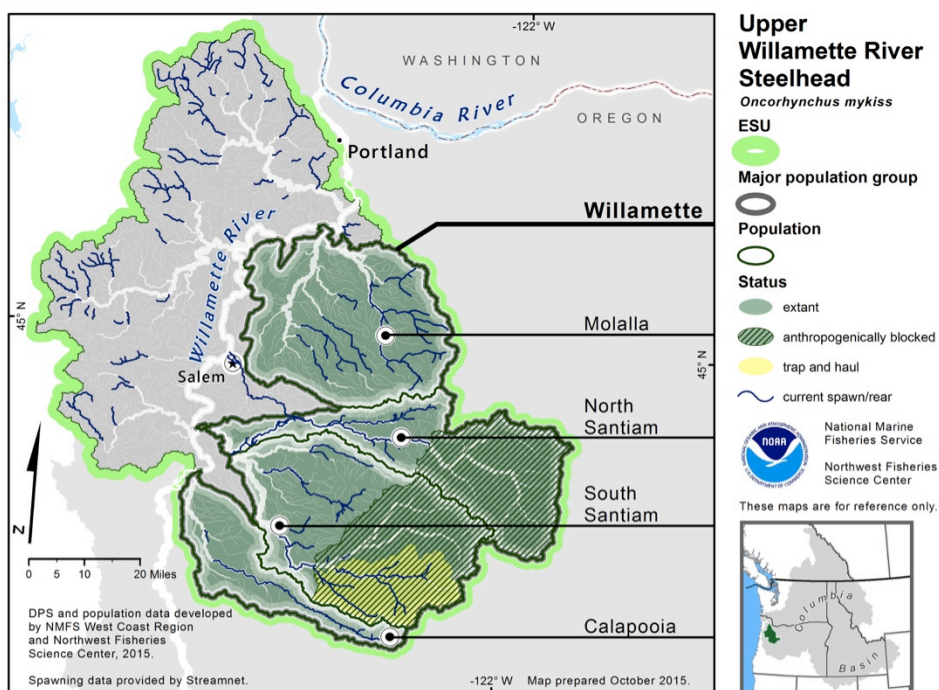 -122° W
WASHINGTON
Columbia River
OREGON
Portland
Willamette
Willamette River
45° N
Molalla
45° N
Salem
North
Santiam
South
Santiam
Calapooia
N
0 5 10 20 Miles
DPS and population data developed
by NMFS West Coast Region
and Northwest Fisheries
Science Center, 2015.
Spawning data provided by Streamnet.
-122° W
Map prepared October 2015.
Upper
Willamette River
Steelhead
Oncorhynchus mykiss
ESU
Major population group
Population
Status
extant
anthropogenically blocked
trap and haul
current spawn/rear
NOAA
National Marine
Fisheries Service
Northwest Fisheries
Science Center
These maps are for reference only.
Columbia
Basin